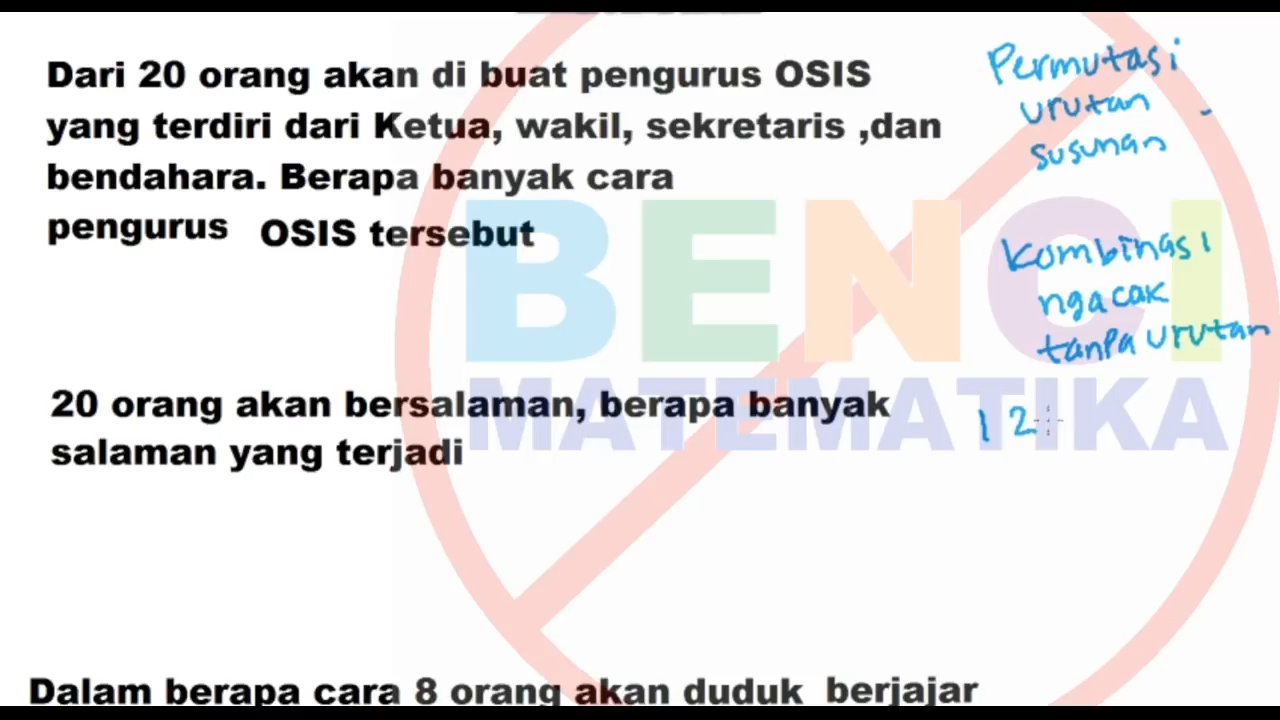 Dari 20 orang akan di buat pengurus OSIS
yang terdiri dari Ketua, wakil, sekretaris ,dan
bendahara. Berapa banyak cara
pengurus OSIS tersebut
Permutasi
urutan
susunan
Kombinasi
ngacak
tanpa urutan
BENCI
MATEMATIKA
20 orang akan bersalaman, berapa banyak
salaman yang terjadi
1 2
Dalam berapa cara 8 orang akan duduk berjajar